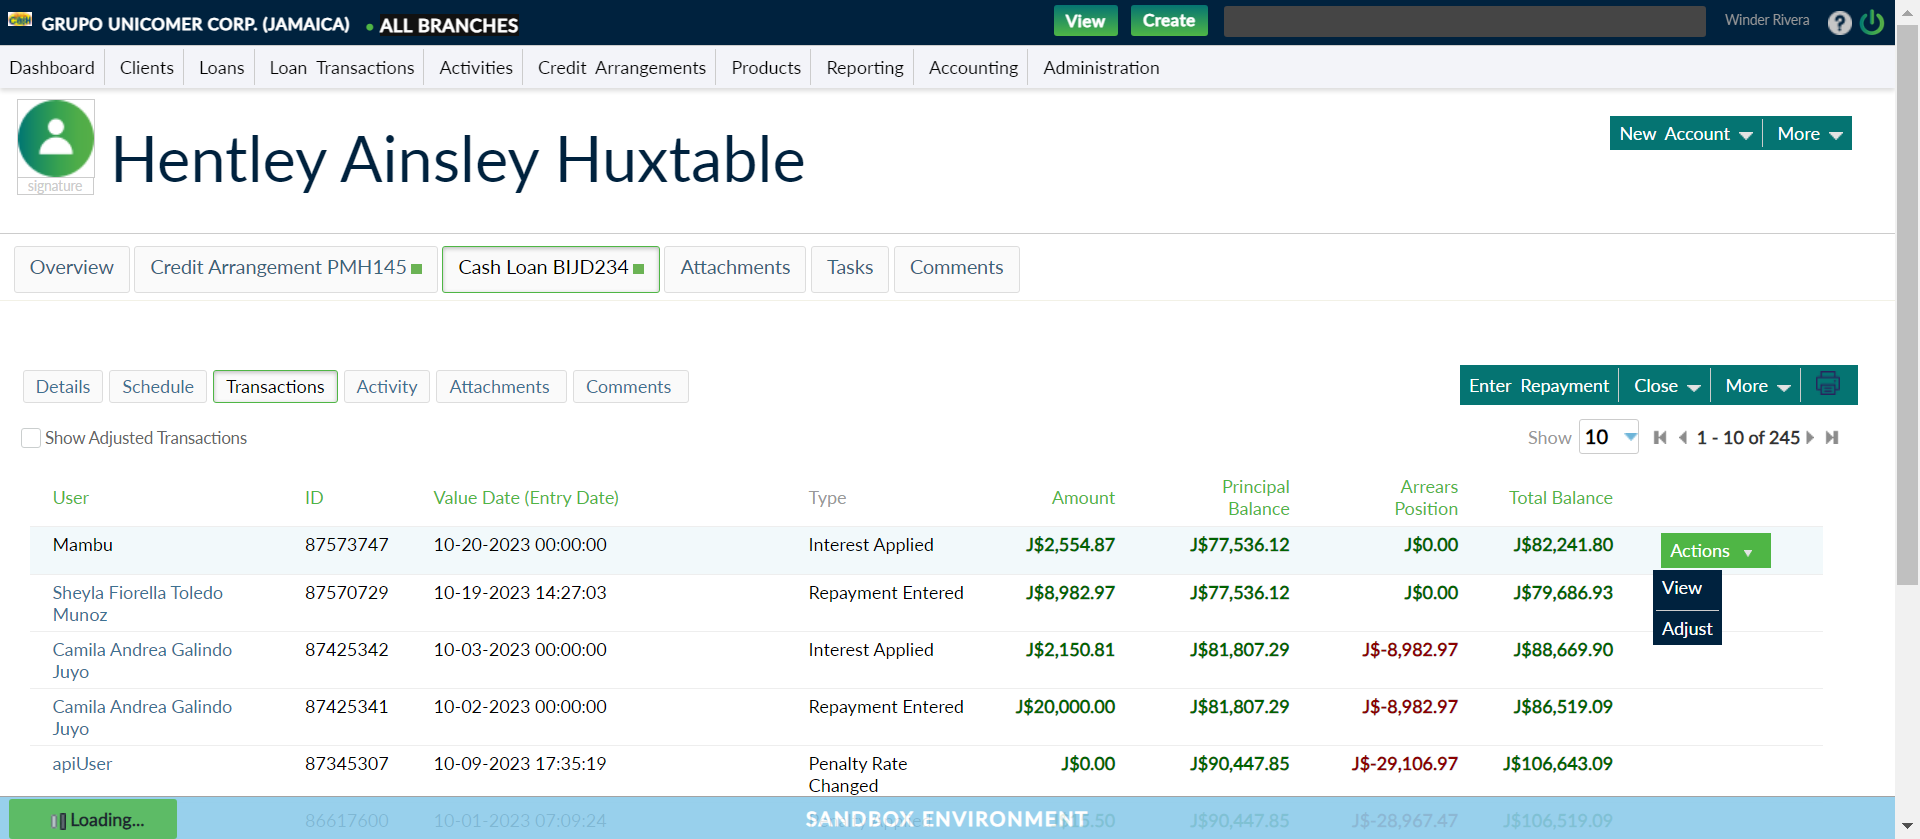 CaSH GRUPO UNICOMER CORP. (JAMAICA) ALL BRANCHES View Create Winder Rivera ?
Dashboard Clients Loans Loan Transactions Activities Credit Arrangements Products Reporting Accounting Administration
signature
Hentley Ainsley Huxtable
New Account More
Overview Credit Arrangement PMH145 Cash Loan BIJD234 Attachments Tasks Comments
Details Schedule Transactions Activity Attachments Comments
Enter Repayment Close More
Show Adjusted Transactions
Show 10 1 - 10 of 245
User ID Value Date (Entry Date) Type Amount Principal Balance Arrears Position Total Balance
Mambu 87573747 10-20-2023 00:00:00 Interest Applied J$2,554.87 J$77,536.12 J$0.00 J$82,241.80 Actions
View
Adjust
Sheyla Fiorella Toledo Munoz 87570729 10-19-2023 14:27:03 Repayment Entered J$8,982.97 J$77,536.12 J$0.00 J$79,686.93
Camila Andrea Galindo Juyo 87425342 10-03-2023 00:00:00 Interest Applied J$2,150.81 J$81,807.29 J$-8,982.97 J$88,669.90
Camila Andrea Galindo Juyo 87425341 10-02-2023 00:00:00 Repayment Entered J$20,000.00 J$81,807.29 J$-8,982.97 J$86,519.09
apiUser 87345307 10-09-2023 17:35:19 Penalty Rate Changed J$0.00 J$90,447.85 J$-29,106.97 J$106,643.09
Loading... 86617600 10-01-2023 07:09:24 SANDBOX ENVIRONMENT J$90,447.85 J$-28,967.47 J$106,519.09